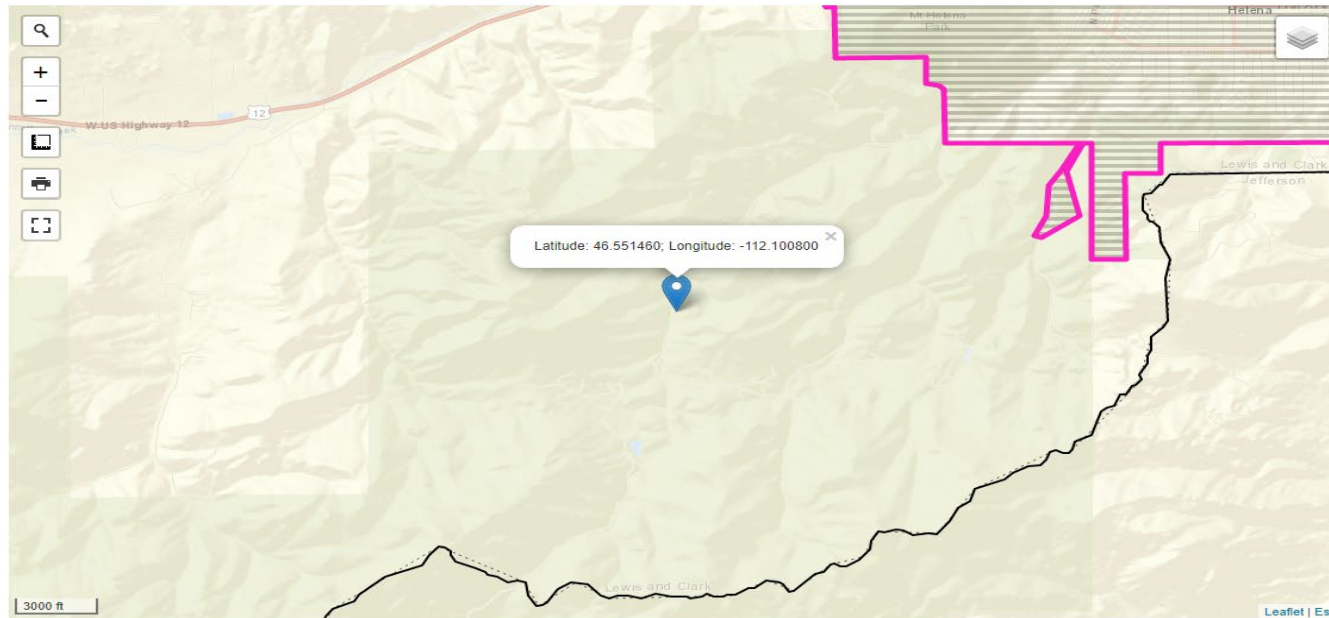 Mt Helena
Park
Helena
12
W US Highway 12
Creek
Latitude: 46.551460; Longitude: -112.100800
×
+
−
Lewis and Clark
Jefferson
Lewis and Clark
3000 ft
Leaflet | Es